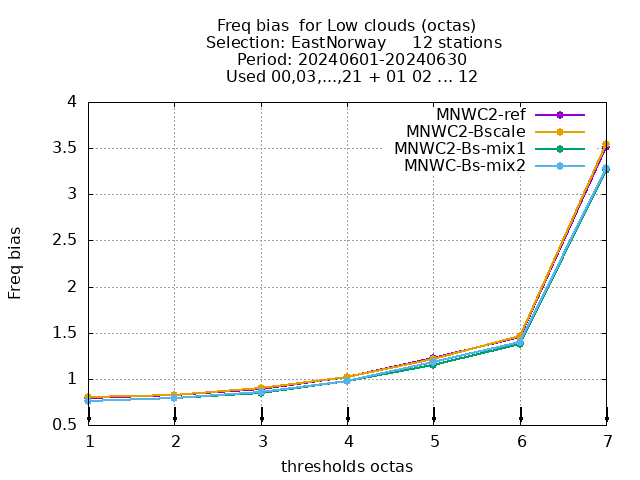 Freq bias  for Low clouds (octas)
Selection: EastNorway     12 stations
Period: 20240601-20240630
Used 00,03,...,21 + 01 02 ... 12
MNWC2-ref
MNWC2-Bscale
MNWC2-Bs-mix1
MNWC-Bs-mix2
Freq bias
4
3.5
3
2.5
2
1.5
1
0.5
1 2 3 4 5 6 7
thresholds octas